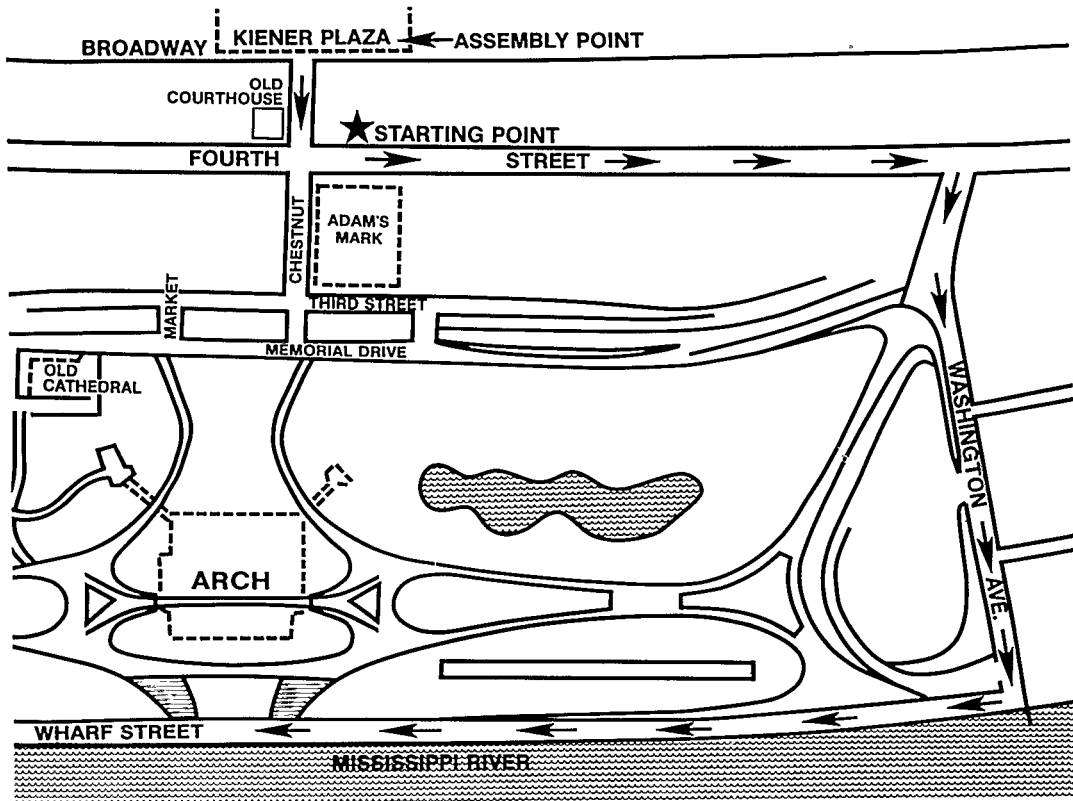 KIENER PLAZA
BROADWAY
ASSEMBLY POINT
OLD
COURTHOUSE
STARTING POINT
FOURTH STREET
CHESTNUT
ADAM'S
MARK
MARKET
THIRD STREET
MEMORIAL DRIVE
OLD
CATHEDRAL
WASHINGTON AVE.
ARCH
WHARF STREET
MISSISSIPPI RIVER